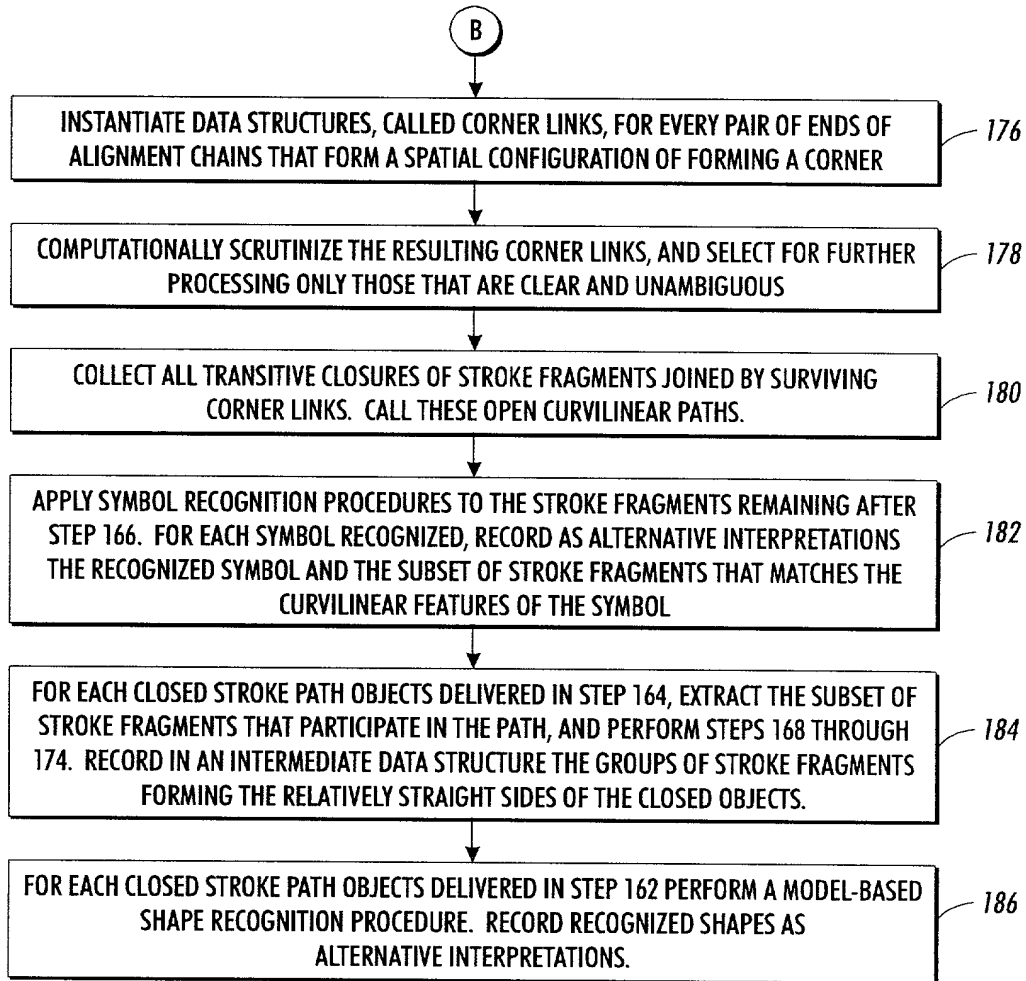 B
INSTANTIATE DATA STRUCTURES, CALLED CORNER LINKS, FOR EVERY PAIR OF ENDS OF
ALIGNMENT CHAINS THAT FORM A SPATIAL CONFIGURATION OF FORMING A CORNER
176
COMPUTATIONALLY SCRUTINIZE THE RESULTING CORNER LINKS, AND SELECT FOR FURTHER
PROCESSING ONLY THOSE THAT ARE CLEAR AND UNAMBIGUOUS
178
COLLECT ALL TRANSITIVE CLOSURES OF STROKE FRAGMENTS JOINED BY SURVIVING
CORNER LINKS. CALL THESE OPEN CURVILINEAR PATHS.
180
APPLY SYMBOL RECOGNITION PROCEDURES TO THE STROKE FRAGMENTS REMAINING AFTER
STEP 166. FOR EACH SYMBOL RECOGNIZED, RECORD AS ALTERNATIVE INTERPRETATIONS
THE RECOGNIZED SYMBOL AND THE SUBSET OF STROKE FRAGMENTS THAT MATCHES THE
CURVILINEAR FEATURES OF THE SYMBOL
182
FOR EACH CLOSED STROKE PATH OBJECTS DELIVERED IN STEP 164, EXTRACT THE SUBSET OF
STROKE FRAGMENTS THAT PARTICIPATE IN THE PATH, AND PERFORM STEPS 168 THROUGH
174. RECORD IN AN INTERMEDIATE DATA STRUCTURE THE GROUPS OF STROKE FRAGMENTS
FORMING THE RELATIVELY STRAIGHT SIDES OF THE CLOSED OBJECTS.
184
FOR EACH CLOSED STROKE PATH OBJECTS DELIVERED IN STEP 162 PERFORM A MODEL-BASED
SHAPE RECOGNITION PROCEDURE. RECORD RECOGNIZED SHAPES AS
ALTERNATIVE INTERPRETATIONS.
186